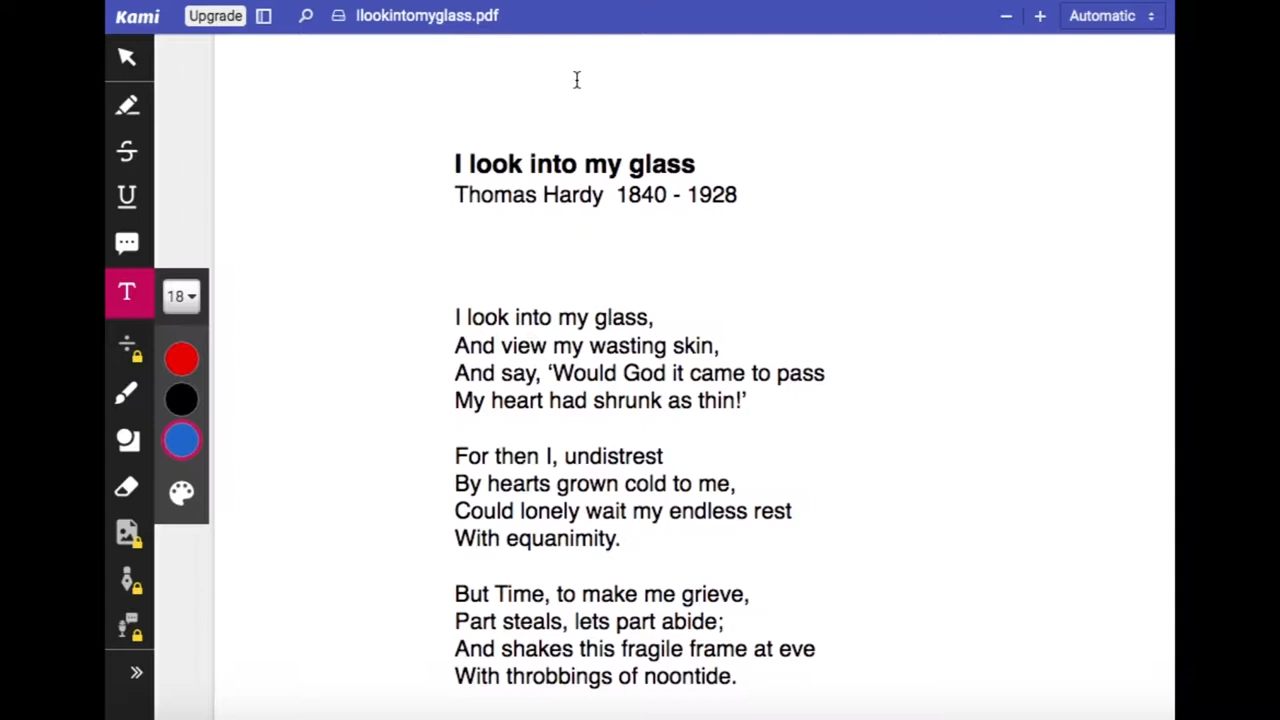 Kami Upgrade Ilookintomyglass.pdf Automatic
I look into my glass
Thomas Hardy 1840 - 1928
18
I look into my glass,
And view my wasting skin,
And say, ‘Would God it came to pass
My heart had shrunk as thin!’
For then I, undistrest
By hearts grown cold to me,
Could lonely wait my endless rest
With equanimity.
But Time, to make me grieve,
Part steals, lets part abide;
And shakes this fragile frame at eve
With throbbings of noontide.